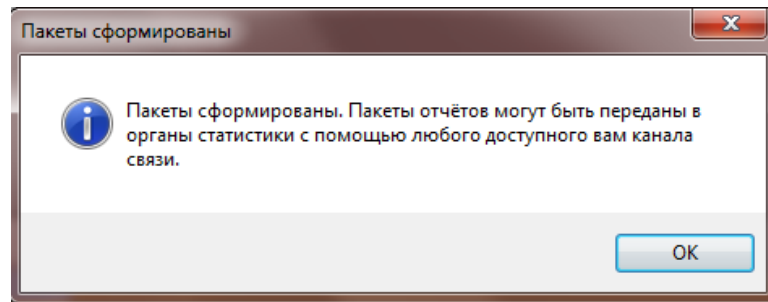 Пакеты сформированы
Пакеты сформированы. Пакеты отчётов могут быть переданы в
органы статистики с помощью любого доступного вам канала
связи.
OK